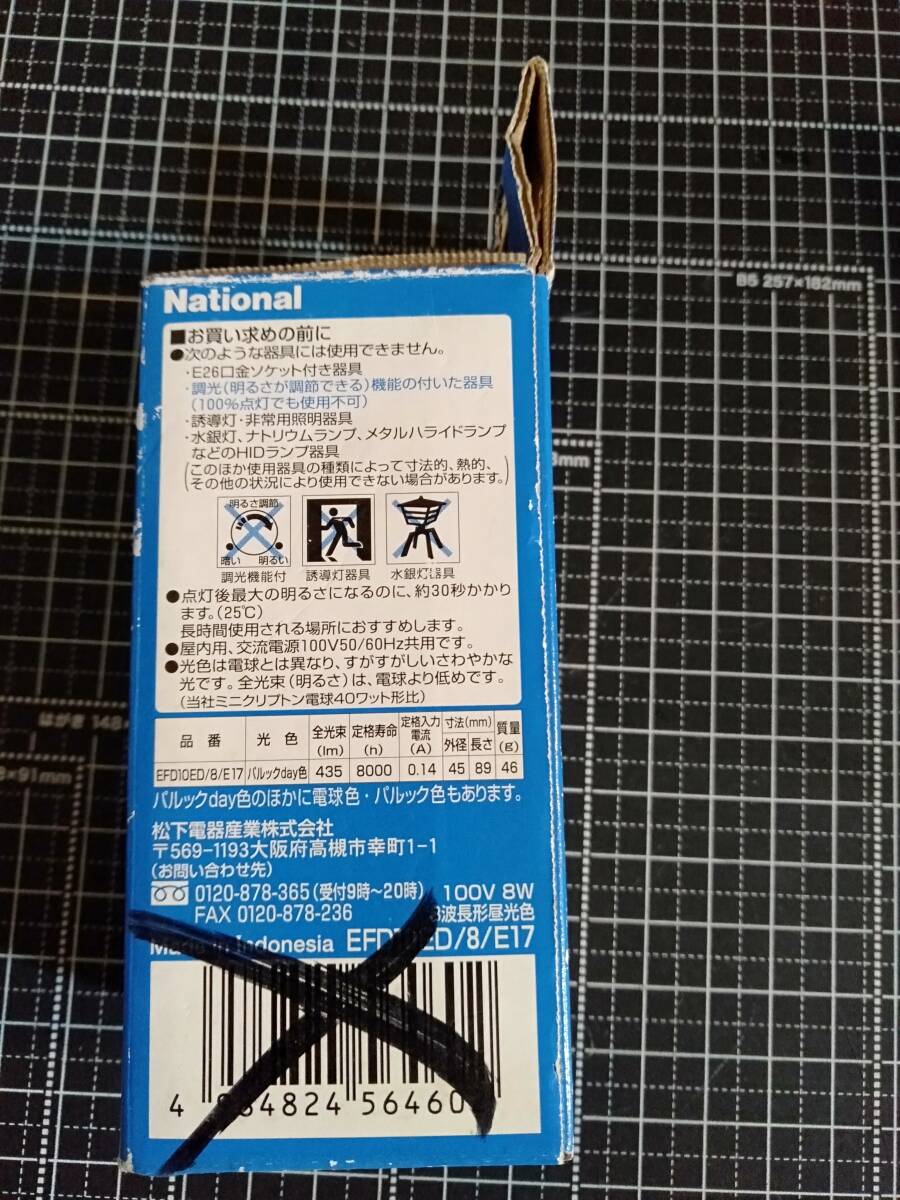 B5 257×182mm
National
■お買い求めの前に
●次のような器具には使用できません。
・E26口金ソケット付き器具
・調光(明るさが調節できる)機能の付いた器具
(100%点灯でも使用不可)
・誘導灯・非常用照明器具
・水銀灯、ナトリウムランプ、メタルハライドランプ
などのHIDランプ器具
(このほか使用器具の種類によって寸法的、熱的、
その他の状況により使用できない場合があります。)
明るさ調節
暗い 明るい
調光機能付 誘導灯器具 水銀灯器具
●点灯後最大の明るさになるのに、約30秒かかり
ます。(25℃)
長時間使用される場所におすすめします。
●屋内用、交流電源100V50/60Hz共用です。
●光色は電球とは異なり、すがすがしいさわやかな
光です。全光束(明るさ)は、電球より低めです。
(当社ミニクリプトン電球40ワット形比)
品番 光色 全光束(lm) 定格寿命(h) 定格入力電流(A) 寸法(mm) 外径 長さ 質量(g)
EFD10ED/8/E17 パルックday色 435 8000 0.14 45 89 46
パルックday色のほかに電球色・パルック色もあります。
松下電器産業株式会社
〒569-1193大阪府高槻市幸町1-1
(お問い合わせ先)
0120-878-365(受付9時〜20時) 100V 8W
FAX 0120-878-236 波長形昼光色
Made in Indonesia EFD10ED/8/E17
4 984824 56460
はがき 148
×91mm
mm